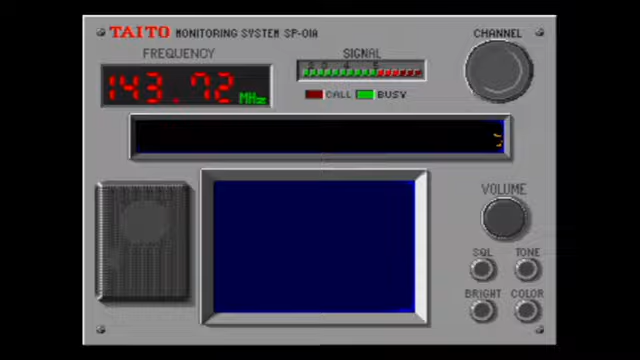 TAITO MONITORING SYSTEM SP-01A
CHANNEL
FREQUENCY
SIGNAL
143.72 MHz
CALL BUSY
VOLUME
SQL TONE
BRIGHT COLOR